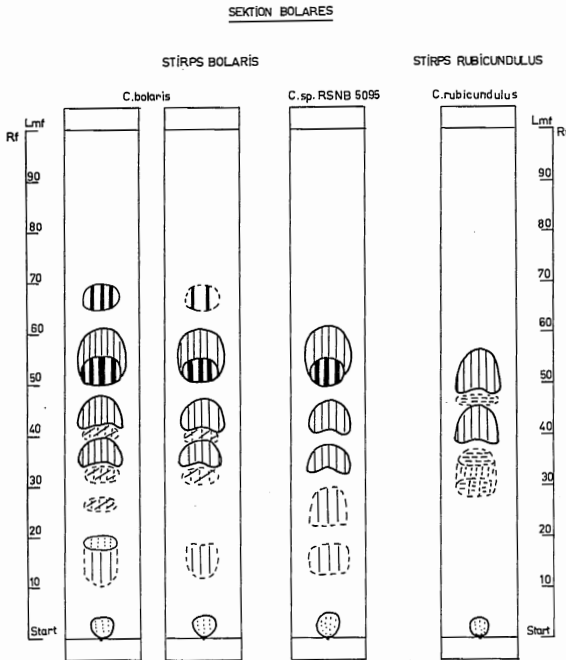 SEKTION BOLARES
STIRPS BOLARIS
STIRPS RUBICUNDULUS
C.bolaris
C.sp. RSNB 5095
C.rubicundulus
Lmf
Lmf
Rf
R
90
90
80
80
70
70
60
60
50
50
40
40
30
30
20
20
10
10
Start
Start